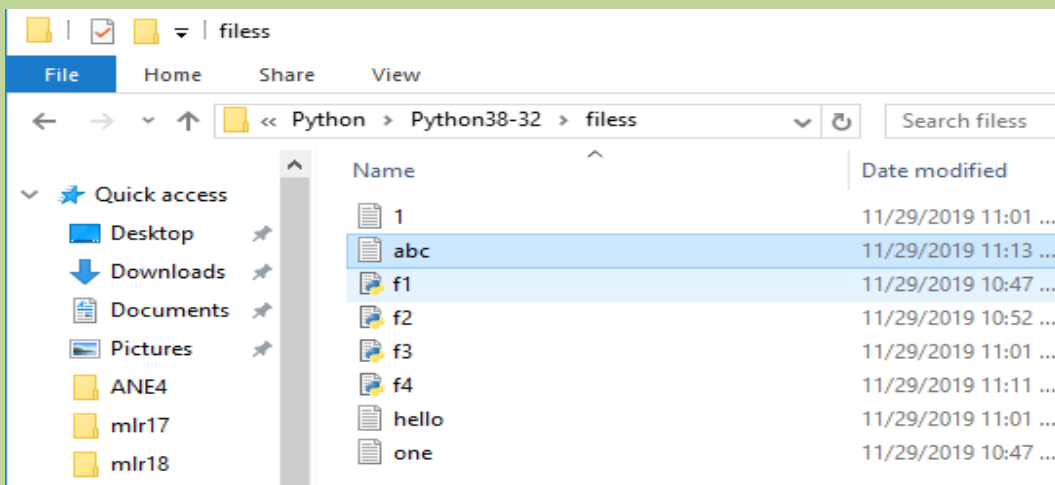 filess
File Home Share View
« Python > Python38-32 > filess Search filess
Name Date modified
Quick access
Desktop
Downloads
Documents
Pictures
ANE4
mlr17
mlr18
1 11/29/2019 11:01 ...
abc 11/29/2019 11:13 ...
f1 11/29/2019 10:47 ...
f2 11/29/2019 10:52 ...
f3 11/29/2019 11:01 ...
f4 11/29/2019 11:11 ...
hello 11/29/2019 11:01 ...
one 11/29/2019 10:47 ...